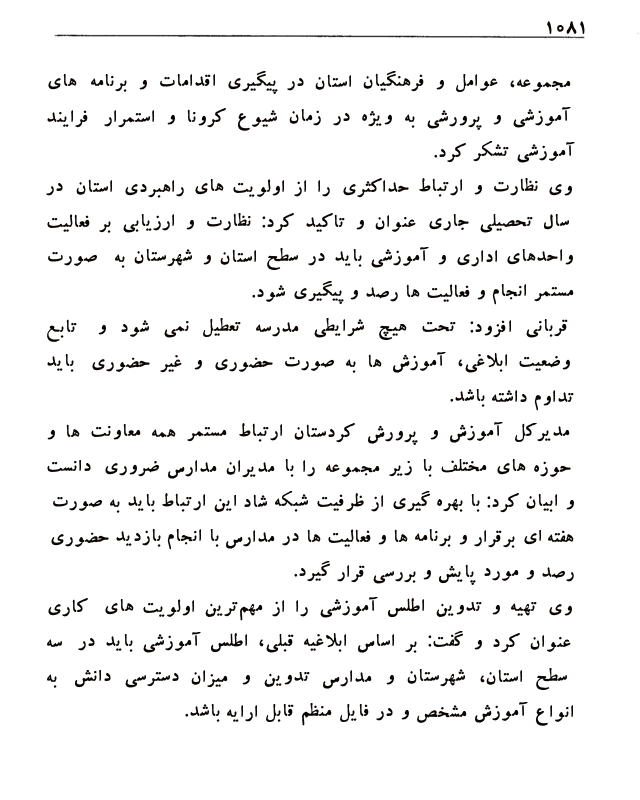 ۱۰۸۱
مجموعه، عوامل و فرهنگیان استان در پیگیری اقدامات و برنامه های
آموزشی و پرورشی به ویژه در زمان شیوع کرونا و استمرار فرایند
آموزشی تشکر کرد.
وی نظارت و ارتباط حداکثری را از اولویت های راهبردی استان در
سال تحصیلی جاری عنوان و تاکید کرد: نظارت و ارزیابی بر فعالیت
واحدهای اداری و آموزشی باید در سطح استان و شهرستان به صورت
مستمر انجام و فعالیت ها رصد و پیگیری شود.
قربانی افزود: تحت هیچ شرایطی مدرسه تعطیل نمی شود و تابع
وضعیت ابلاغی، آموزش ها به صورت حضوری و غیر حضوری باید
تداوم داشته باشد.
مدیرکل آموزش و پرورش کردستان ارتباط مستمر همه معاونت ها و
حوزه های مختلف با زیر مجموعه را با مدیران مدارس ضروری دانست
و ابیان کرد: با بهره گیری از ظرفیت شبکه شاد این ارتباط باید به صورت
هفته ای برقرار و برنامه ها و فعالیت ها در مدارس با انجام بازدید حضوری
رصد و مورد پایش و بررسی قرار گیرد.
وی تهیه و تدوین اطلس آموزشی را از مهم‌ترین اولویت های کاری
عنوان کرد و گفت: بر اساس ابلاغیه قبلی، اطلس آموزشی باید در سه
سطح استان، شهرستان و مدارس تدوین و میزان دسترسی دانش به
انواع آموزش مشخص و در فایل منظم قابل ارایه باشد.